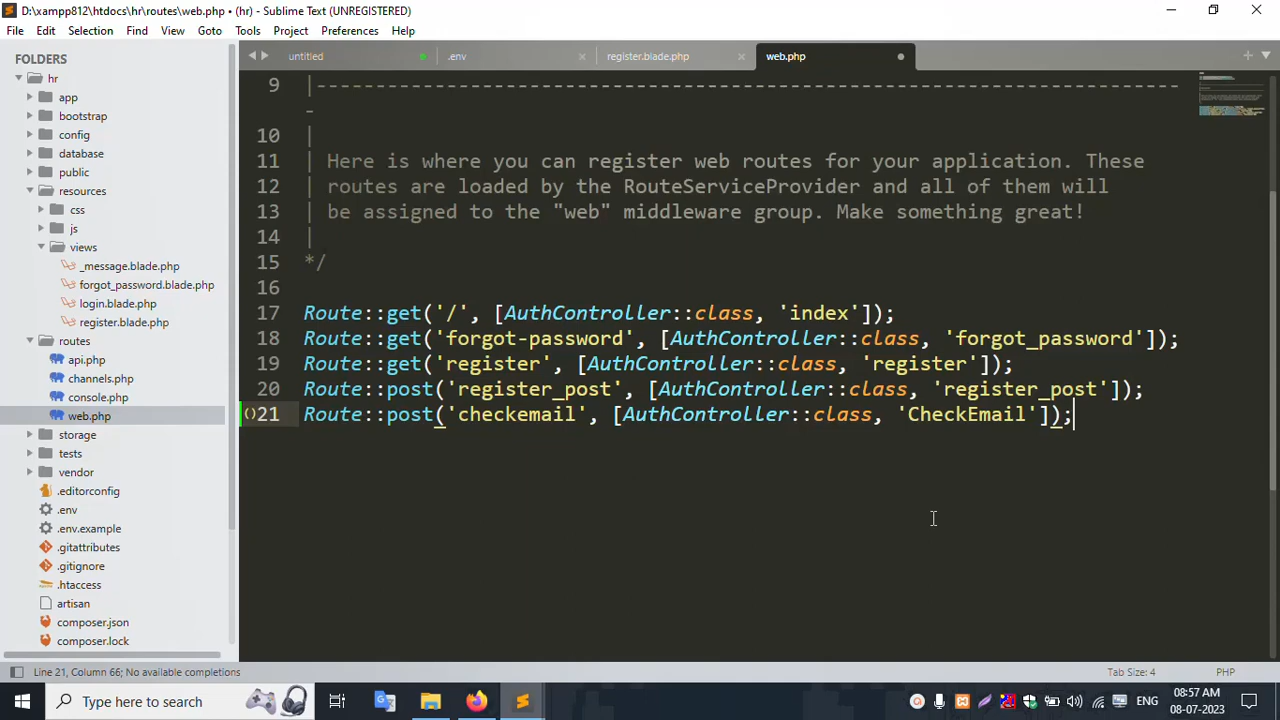 D:\xampp812\htdocs\hr\routes\web.php • (hr) - Sublime Text (UNREGISTERED)
File Edit Selection Find View Goto Tools Project Preferences Help
FOLDERS
hr
app
bootstrap
config
database
public
resources
css
js
views
_message.blade.php
forgot_password.blade.php
login.blade.php
register.blade.php
routes
api.php
channels.php
console.php
web.php
storage
tests
vendor
.editorconfig
.env
.env.example
.gitattributes
.gitignore
.htaccess
artisan
composer.json
composer.lock
untitled .env register.blade.php web.php
9 |--------------------------------------------------------------------------
-
10 |
11 | Here is where you can register web routes for your application. These
12 | routes are loaded by the RouteServiceProvider and all of them will
13 | be assigned to the "web" middleware group. Make something great!
14 |
15 */
16
17 Route::get('/', [AuthController::class, 'index']);
18 Route::get('forgot-password', [AuthController::class, 'forgot_password']);
19 Route::get('register', [AuthController::class, 'register']);
20 Route::post('register_post', [AuthController::class, 'register_post']);
21 Route::post('checkemail', [AuthController::class, 'CheckEmail']);
Line 21, Column 66; No available completions Tab Size: 4 PHP
Type here to search
ENG
08:57 AM
08-07-2023